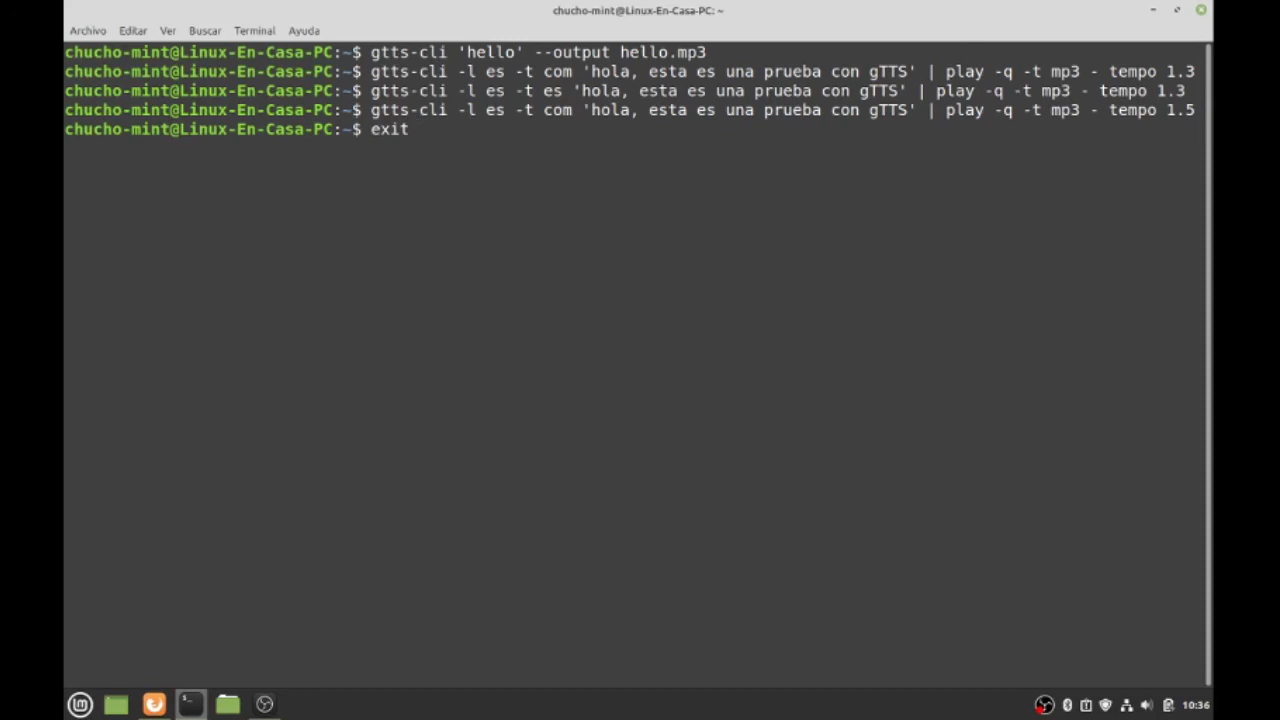 chucho-mint@Linux-En-Casa-PC: ~
Archivo Editar Ver Buscar Terminal Ayuda
chucho-mint@Linux-En-Casa-PC:~$ gtts-cli 'hello' --output hello.mp3
chucho-mint@Linux-En-Casa-PC:~$ gtts-cli -l es -t com 'hola, esta es una prueba con gTTS' | play -q -t mp3 - tempo 1.3
chucho-mint@Linux-En-Casa-PC:~$ gtts-cli -l es -t es 'hola, esta es una prueba con gTTS' | play -q -t mp3 - tempo 1.3
chucho-mint@Linux-En-Casa-PC:~$ gtts-cli -l es -t com 'hola, esta es una prueba con gTTS' | play -q -t mp3 - tempo 1.5
chucho-mint@Linux-En-Casa-PC:~$ exit
10:36